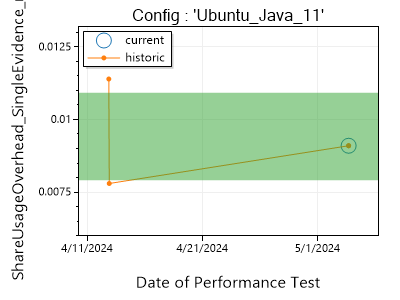 Config : 'Ubuntu_Java_11'
ShareUsageOverhead_SingleEvidence_
0.0125
0.01
0.0075
current
historic
4/11/2024
4/21/2024
5/1/2024
Date of Performance Test